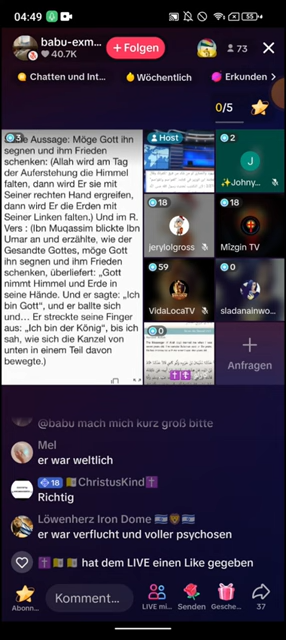 04:49
55
babu-exm...
40.7K
+ Folgen
73
Chatten und Int...
Wöchentlich
Erkunden
0/5
3
e Aussage: Möge Gott ihn
segnen und ihm Frieden
schenken: (Allah wird am Tag
der Auferstehung die Himmel
falten, dann wird Er sie mit
Seiner rechten Hand ergreifen,
dann wird Er die Erden mit
Seiner Linken falten.) Und im R.
Vers : (Ibn Muqassim blickte Ibn
Umar an und erzählte, wie der
Gesandte Gottes, möge Gott
ihn segnen und ihm Frieden
schenken, überliefert: „Gott
nimmt Himmel und Erde in
seine Hände. Und er sagte: „Ich
bin Gott“, und er ballte sich
und... Er streckte seine Finger
aus: „Ich bin der König“, bis ich
sah, wie sich die Kanzel von
unten in einem Teil davon
bewegte.)
Host
2
J
Johny...
18
jerylolgross
18
Mîzgin TV
59
VidaLocaTV
0
sladanainwo...
0
+
Anfragen
@babu mach mich kurz groß bitte
Mel
er war weltlich
18 ChristusKind
Richtig
Löwenherz Iron Dome
er war verflucht und voller psychosen
hat dem LIVE einen Like gegeben
Abonn...
Komment...
LIVE mi...
Senden
Gesche...
37